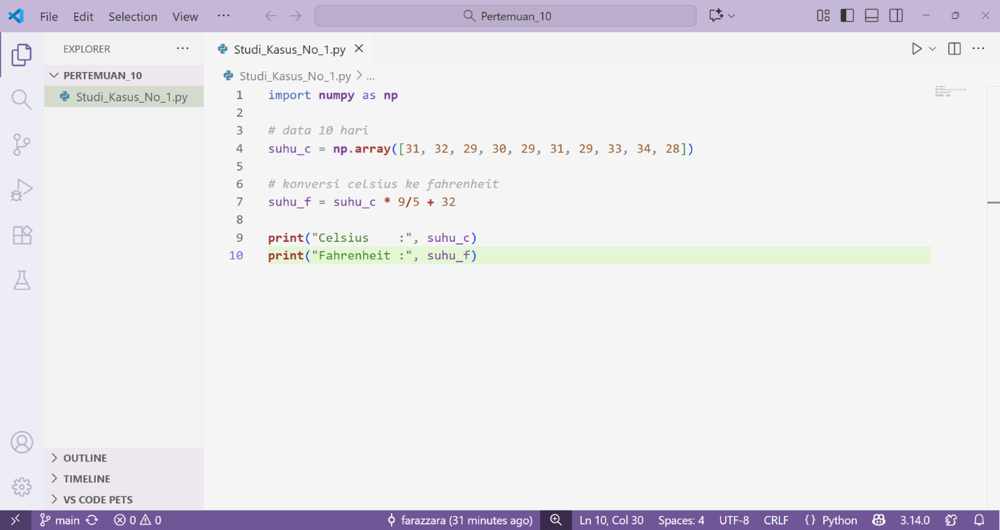 File Edit Selection View ...
Pertemuan_10
EXPLORER ...
PERTEMUAN_10
Studi_Kasus_No_1.py
OUTLINE
TIMELINE
VS CODE PETS
Studi_Kasus_No_1.py
Studi_Kasus_No_1.py > ...
1 import numpy as np
2
3 # data 10 hari
4 suhu_c = np.array([31, 32, 29, 30, 29, 31, 29, 33, 34, 28])
5
6 # konversi celsius ke fahrenheit
7 suhu_f = suhu_c * 9/5 + 32
8
9 print("Celsius    :", suhu_c)
10 print("Fahrenheit :", suhu_f)
main 0 0 farazzara (31 minutes ago) Ln 10, Col 30 Spaces: 4 UTF-8 CRLF {} Python 3.14.0